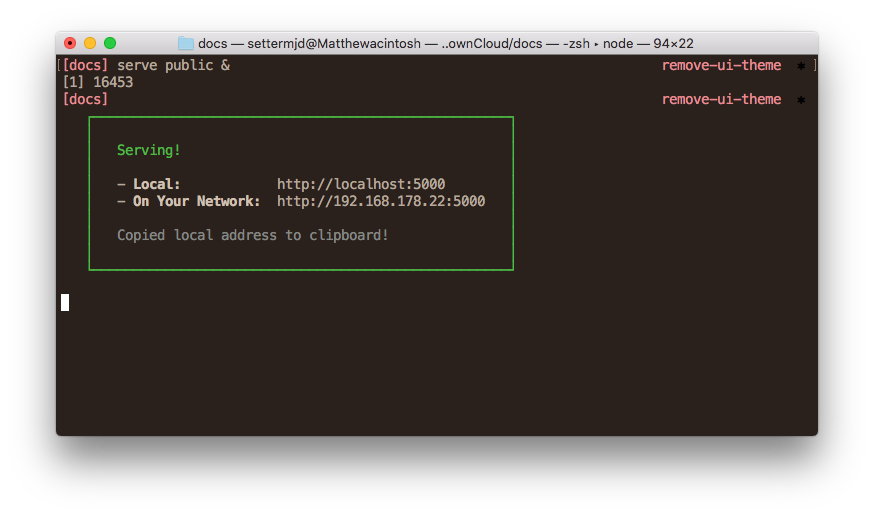 docs — settermjd@Matthewacintosh — ..ownCloud/docs — -zsh ▸ node — 94×22
[[docs] serve public & remove-ui-theme ✱ ]
[1] 16453
[docs] remove-ui-theme ✱
Serving!
- Local: http://localhost:5000
- On Your Network: http://192.168.178.22:5000
Copied local address to clipboard!